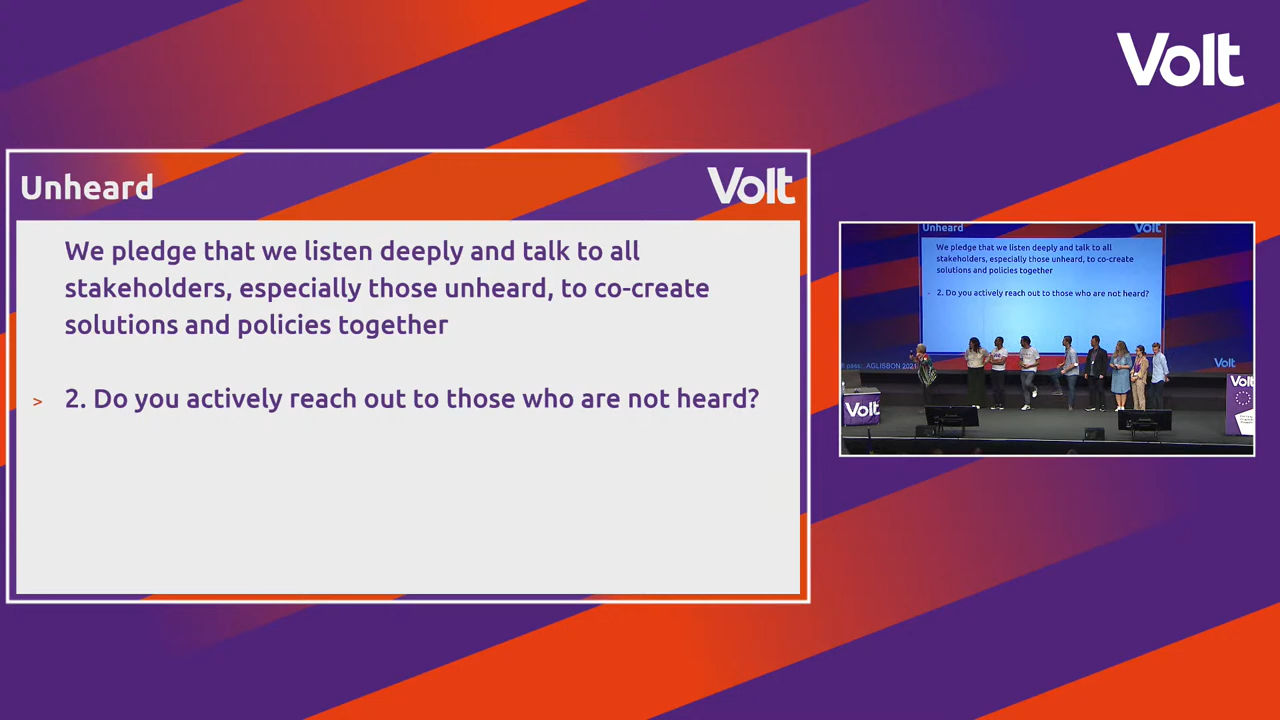 Volt
Unheard
Volt
We pledge that we listen deeply and talk to all
stakeholders, especially those unheard, to co-create
solutions and policies together
> 2. Do you actively reach out to those who are not heard?
Unheard
Volt
We pledge that we listen deeply and talk to all
stakeholders, especially those unheard, to co-create
solutions and policies together
2. Do you actively reach out to those who are not heard?
pass: AGLISBON 202
Volt
Volt
Volt